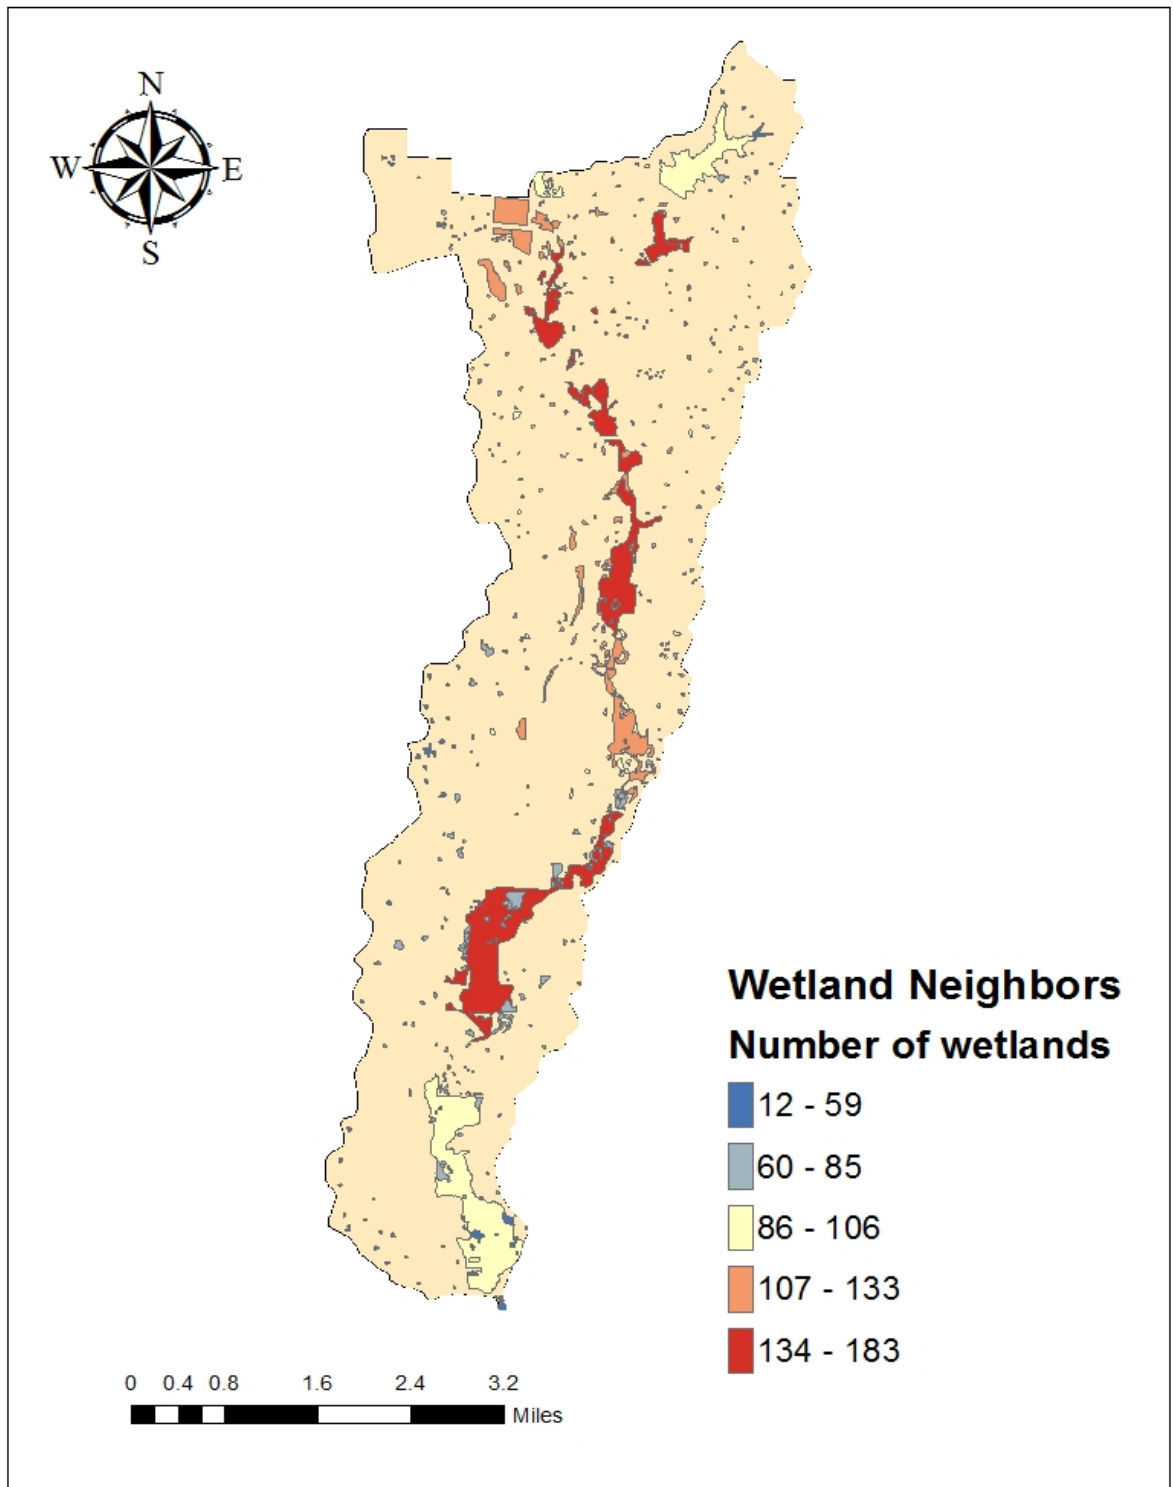 N
W E
S
Wetland Neighbors
Number of wetlands
12 - 59
60 - 85
86 - 106
107 - 133
134 - 183
0 0.4 0.8 1.6 2.4 3.2
Miles